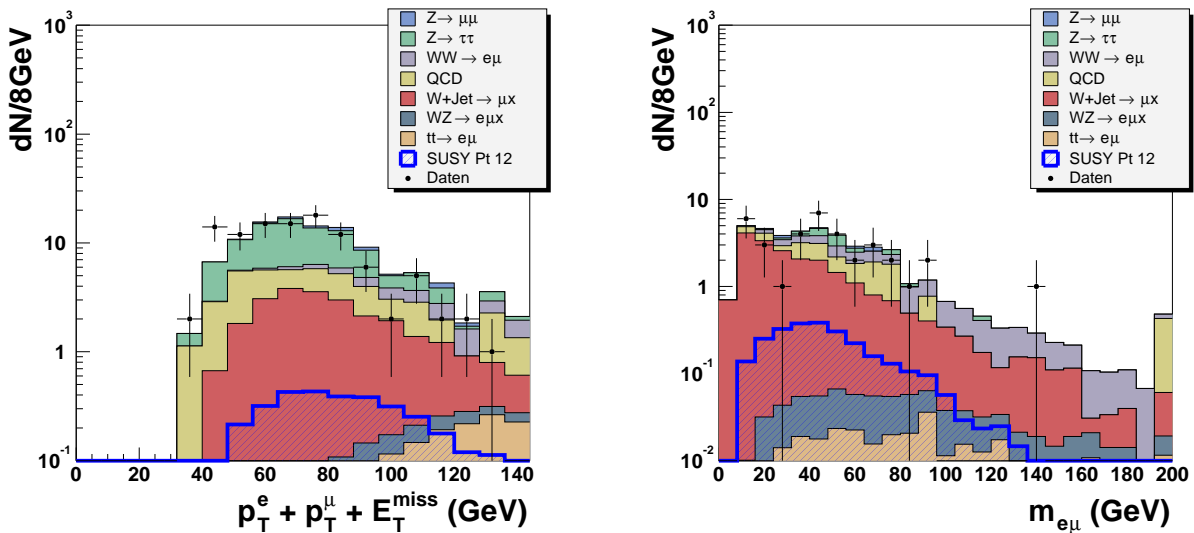 10³
10²
10
1
10⁻¹
dN/8GeV
0 20 40 60 80 100 120 140
p_T^e + p_T^μ + E_T^miss (GeV)
Z→ μμ
Z→ ττ
WW → eμ
QCD
W+Jet → μx
WZ → eμx
tt→ eμ
SUSY Pt 12
Daten
10³
10²
10
1
10⁻¹
10⁻²
dN/8GeV
0 20 40 60 80 100 120 140 160 180 200
m_eμ (GeV)
Z→ μμ
Z→ ττ
WW → eμ
QCD
W+Jet → μx
WZ → eμx
tt→ eμ
SUSY Pt 12
Daten